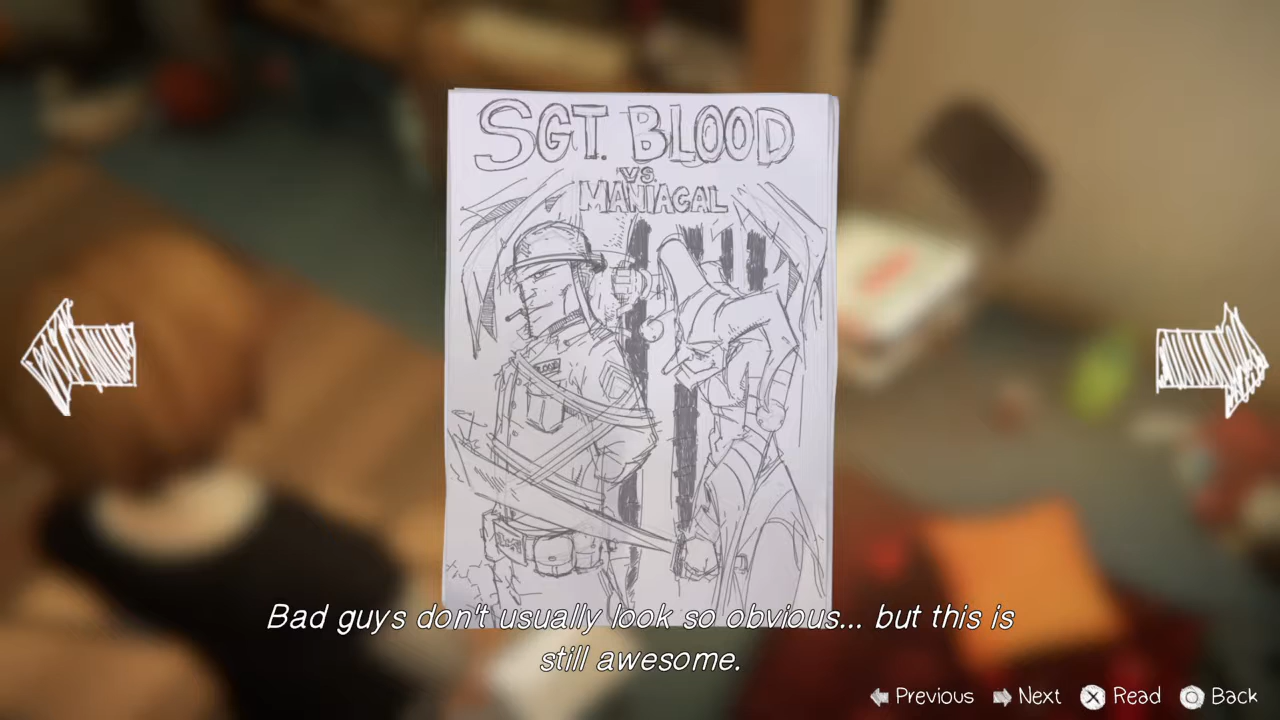 SGT. BLOOD
VS.
MANIACAL
BLOOD
Bad guys don't usually look so obvious... but this is
still awesome.
Previous Next Read Back